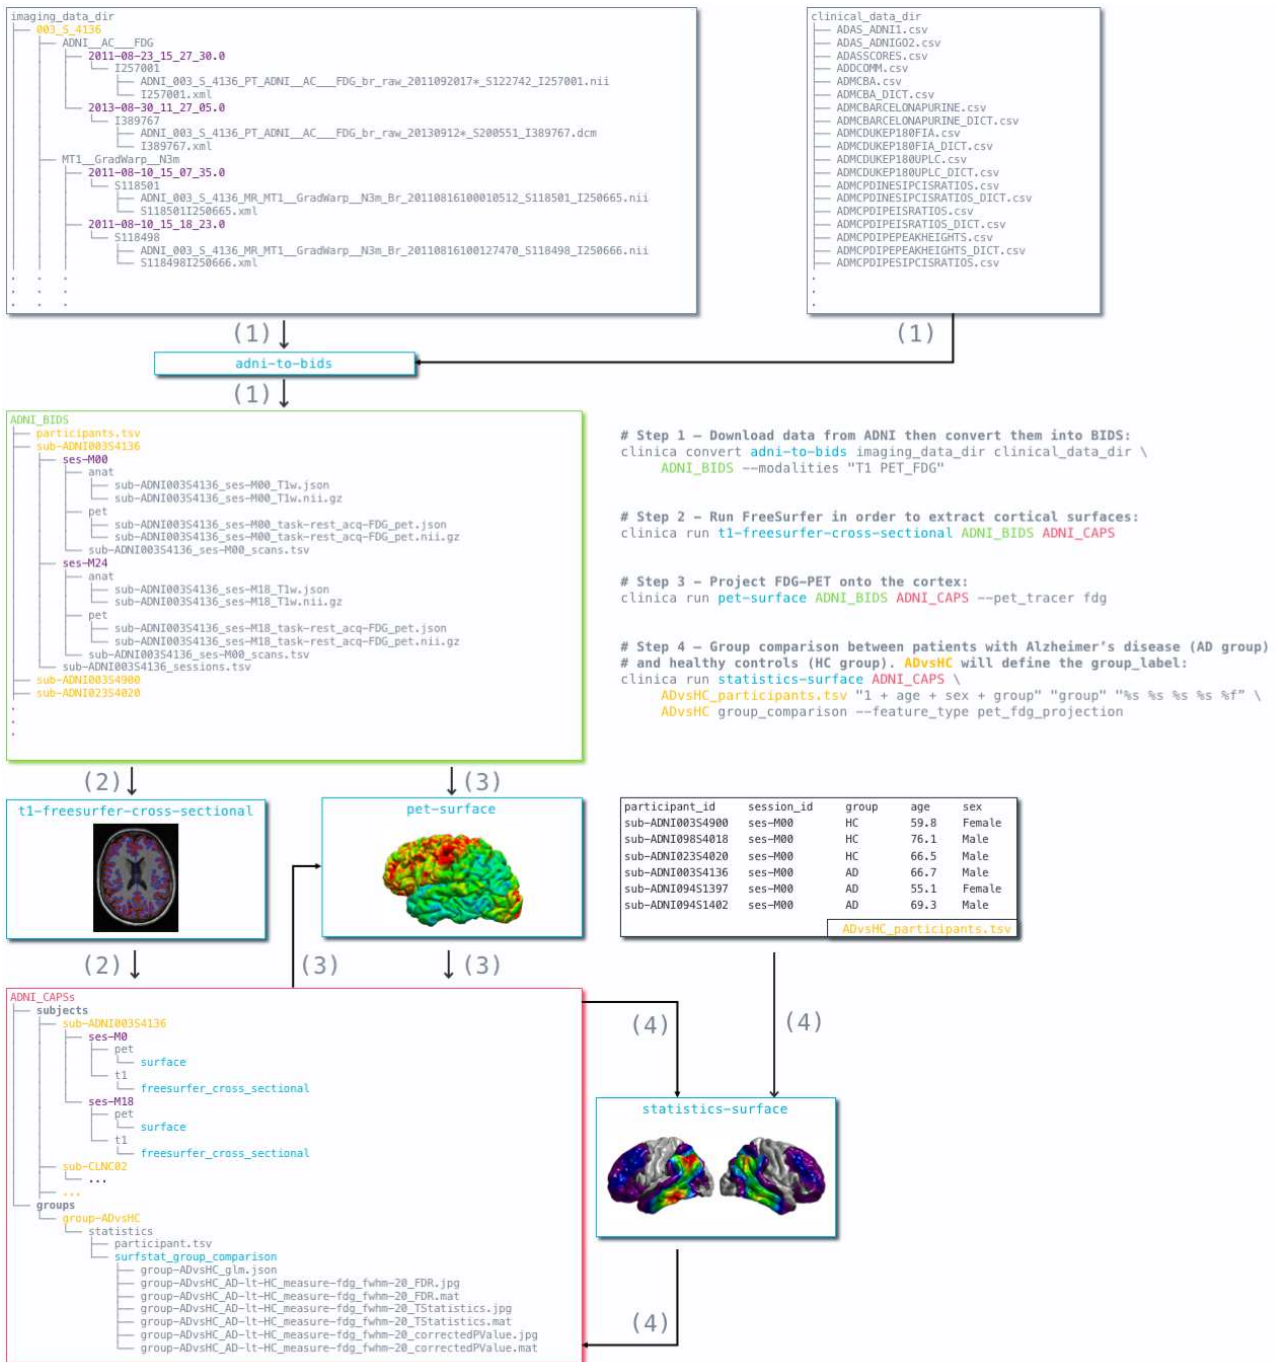 imaging_data_dir
003_S_4136
ADNI__AC___FDG
2011-08-23_15_27_30.0
I257001
ADNI_003_S_4136_PT_ADNI__AC___FDG_br_raw_2011092017*_S122742_I257001.nii
I257001.xml
2013-08-30_11_27_05.0
I389767
ADNI_003_S_4136_PT_ADNI__AC___FDG_br_raw_20130912*_S200551_I389767.dcm
I389767.xml
MT1__GradWarp__N3m
2011-08-10_15_07_35.0
S118501
ADNI_003_S_4136_MR_MT1__GradWarp__N3m_Br_20110816100010512_S118501_I250665.nii
S118501I250665.xml
2011-08-10_15_18_23.0
S118498
ADNI_003_S_4136_MR_MT1__GradWarp__N3m_Br_20110816100127470_S118498_I250666.nii
S118498I250666.xml
clinical_data_dir
ADAS_ADNI1.csv
ADAS_ADNIGO2.csv
ADASSCORES.csv
ADDCOMM.csv
ADMCBA.csv
ADMCBA_DICT.csv
ADMCBARCELONAPURINE.csv
ADMCBARCELONAPURINE_DICT.csv
ADMCDUKEP180FIA.csv
ADMCDUKEP180FIA_DICT.csv
ADMCDUKEP180UPLC.csv
ADMCDUKEP180UPLC_DICT.csv
ADMCPDINESIPCISRATIOS.csv
ADMCPDINESIPCISRATIOS_DICT.csv
ADMCPDIPEISRATIOS.csv
ADMCPDIPEISRATIOS_DICT.csv
ADMCPDIPEPEAKHEIGHTS.csv
ADMCPDIPEPEAKHEIGHTS_DICT.csv
ADMCPDIPESIPCISRATIOS.csv
(1)
(1)
adni-to-bids
(1)
ADNI_BIDS
participants.tsv
sub-ADNI003S4136
ses-M00
anat
sub-ADNI003S4136_ses-M00_T1w.json
sub-ADNI003S4136_ses-M00_T1w.nii.gz
pet
sub-ADNI003S4136_ses-M00_task-rest_acq-FDG_pet.json
sub-ADNI003S4136_ses-M00_task-rest_acq-FDG_pet.nii.gz
sub-ADNI003S4136_ses-M00_scans.tsv
ses-M24
anat
sub-ADNI003S4136_ses-M18_T1w.json
sub-ADNI003S4136_ses-M18_T1w.nii.gz
pet
sub-ADNI003S4136_ses-M18_task-rest_acq-FDG_pet.json
sub-ADNI003S4136_ses-M18_task-rest_acq-FDG_pet.nii.gz
sub-ADNI003S4136_ses-M00_scans.tsv
sub-ADNI003S4136_sessions.tsv
sub-ADNI003S4900
sub-ADNI023S4020
# Step 1 – Download data from ADNI then convert them into BIDS:
clinica convert adni-to-bids imaging_data_dir clinical_data_dir \
ADNI_BIDS --modalities "T1 PET_FDG"
# Step 2 – Run FreeSurfer in order to extract cortical surfaces:
clinica run t1-freesurfer-cross-sectional ADNI_BIDS ADNI_CAPS
# Step 3 – Project FDG-PET onto the cortex:
clinica run pet-surface ADNI_BIDS ADNI_CAPS --pet_tracer fdg
# Step 4 – Group comparison between patients with Alzheimer's disease (AD group)
# and healthy controls (HC group). ADvsHC will define the group_label:
clinica run statistics-surface ADNI_CAPS \
ADvsHC_participants.tsv "1 + age + sex + group" "group" "%s %s %s %s %f" \
ADvsHC group_comparison --feature_type pet_fdg_projection
(2)
(3)
t1-freesurfer-cross-sectional
pet-surface
participant_id session_id group age sex
sub-ADNI003S4900 ses-M00 HC 59.8 Female
sub-ADNI098S4018 ses-M00 HC 76.1 Male
sub-ADNI023S4020 ses-M00 HC 66.5 Male
sub-ADNI003S4136 ses-M00 AD 66.7 Male
sub-ADNI094S1397 ses-M00 AD 55.1 Female
sub-ADNI094S1402 ses-M00 AD 69.3 Male
ADvsHC_participants.tsv
(2)
(3)
(3)
ADNI_CAPSs
subjects
sub-ADNI003S4136
ses-M0
pet
surface
t1
freesurfer_cross_sectional
ses-M18
pet
surface
t1
freesurfer_cross_sectional
sub-CLNC02
...
...
groups
group-ADvsHC
statistics
participant.tsv
surfstat_group_comparison
group-ADvsHC_glm.json
group-ADvsHC_AD-lt-HC_measure-fdg_fwhm-20_FDR.jpg
group-ADvsHC_AD-lt-HC_measure-fdg_fwhm-20_FDR.mat
group-ADvsHC_AD-lt-HC_measure-fdg_fwhm-20_TStatistics.jpg
group-ADvsHC_AD-lt-HC_measure-fdg_fwhm-20_TStatistics.mat
group-ADvsHC_AD-lt-HC_measure-fdg_fwhm-20_correctedPValue.jpg
group-ADvsHC_AD-lt-HC_measure-fdg_fwhm-20_correctedPValue.mat
(4)
(4)
statistics-surface
(4)